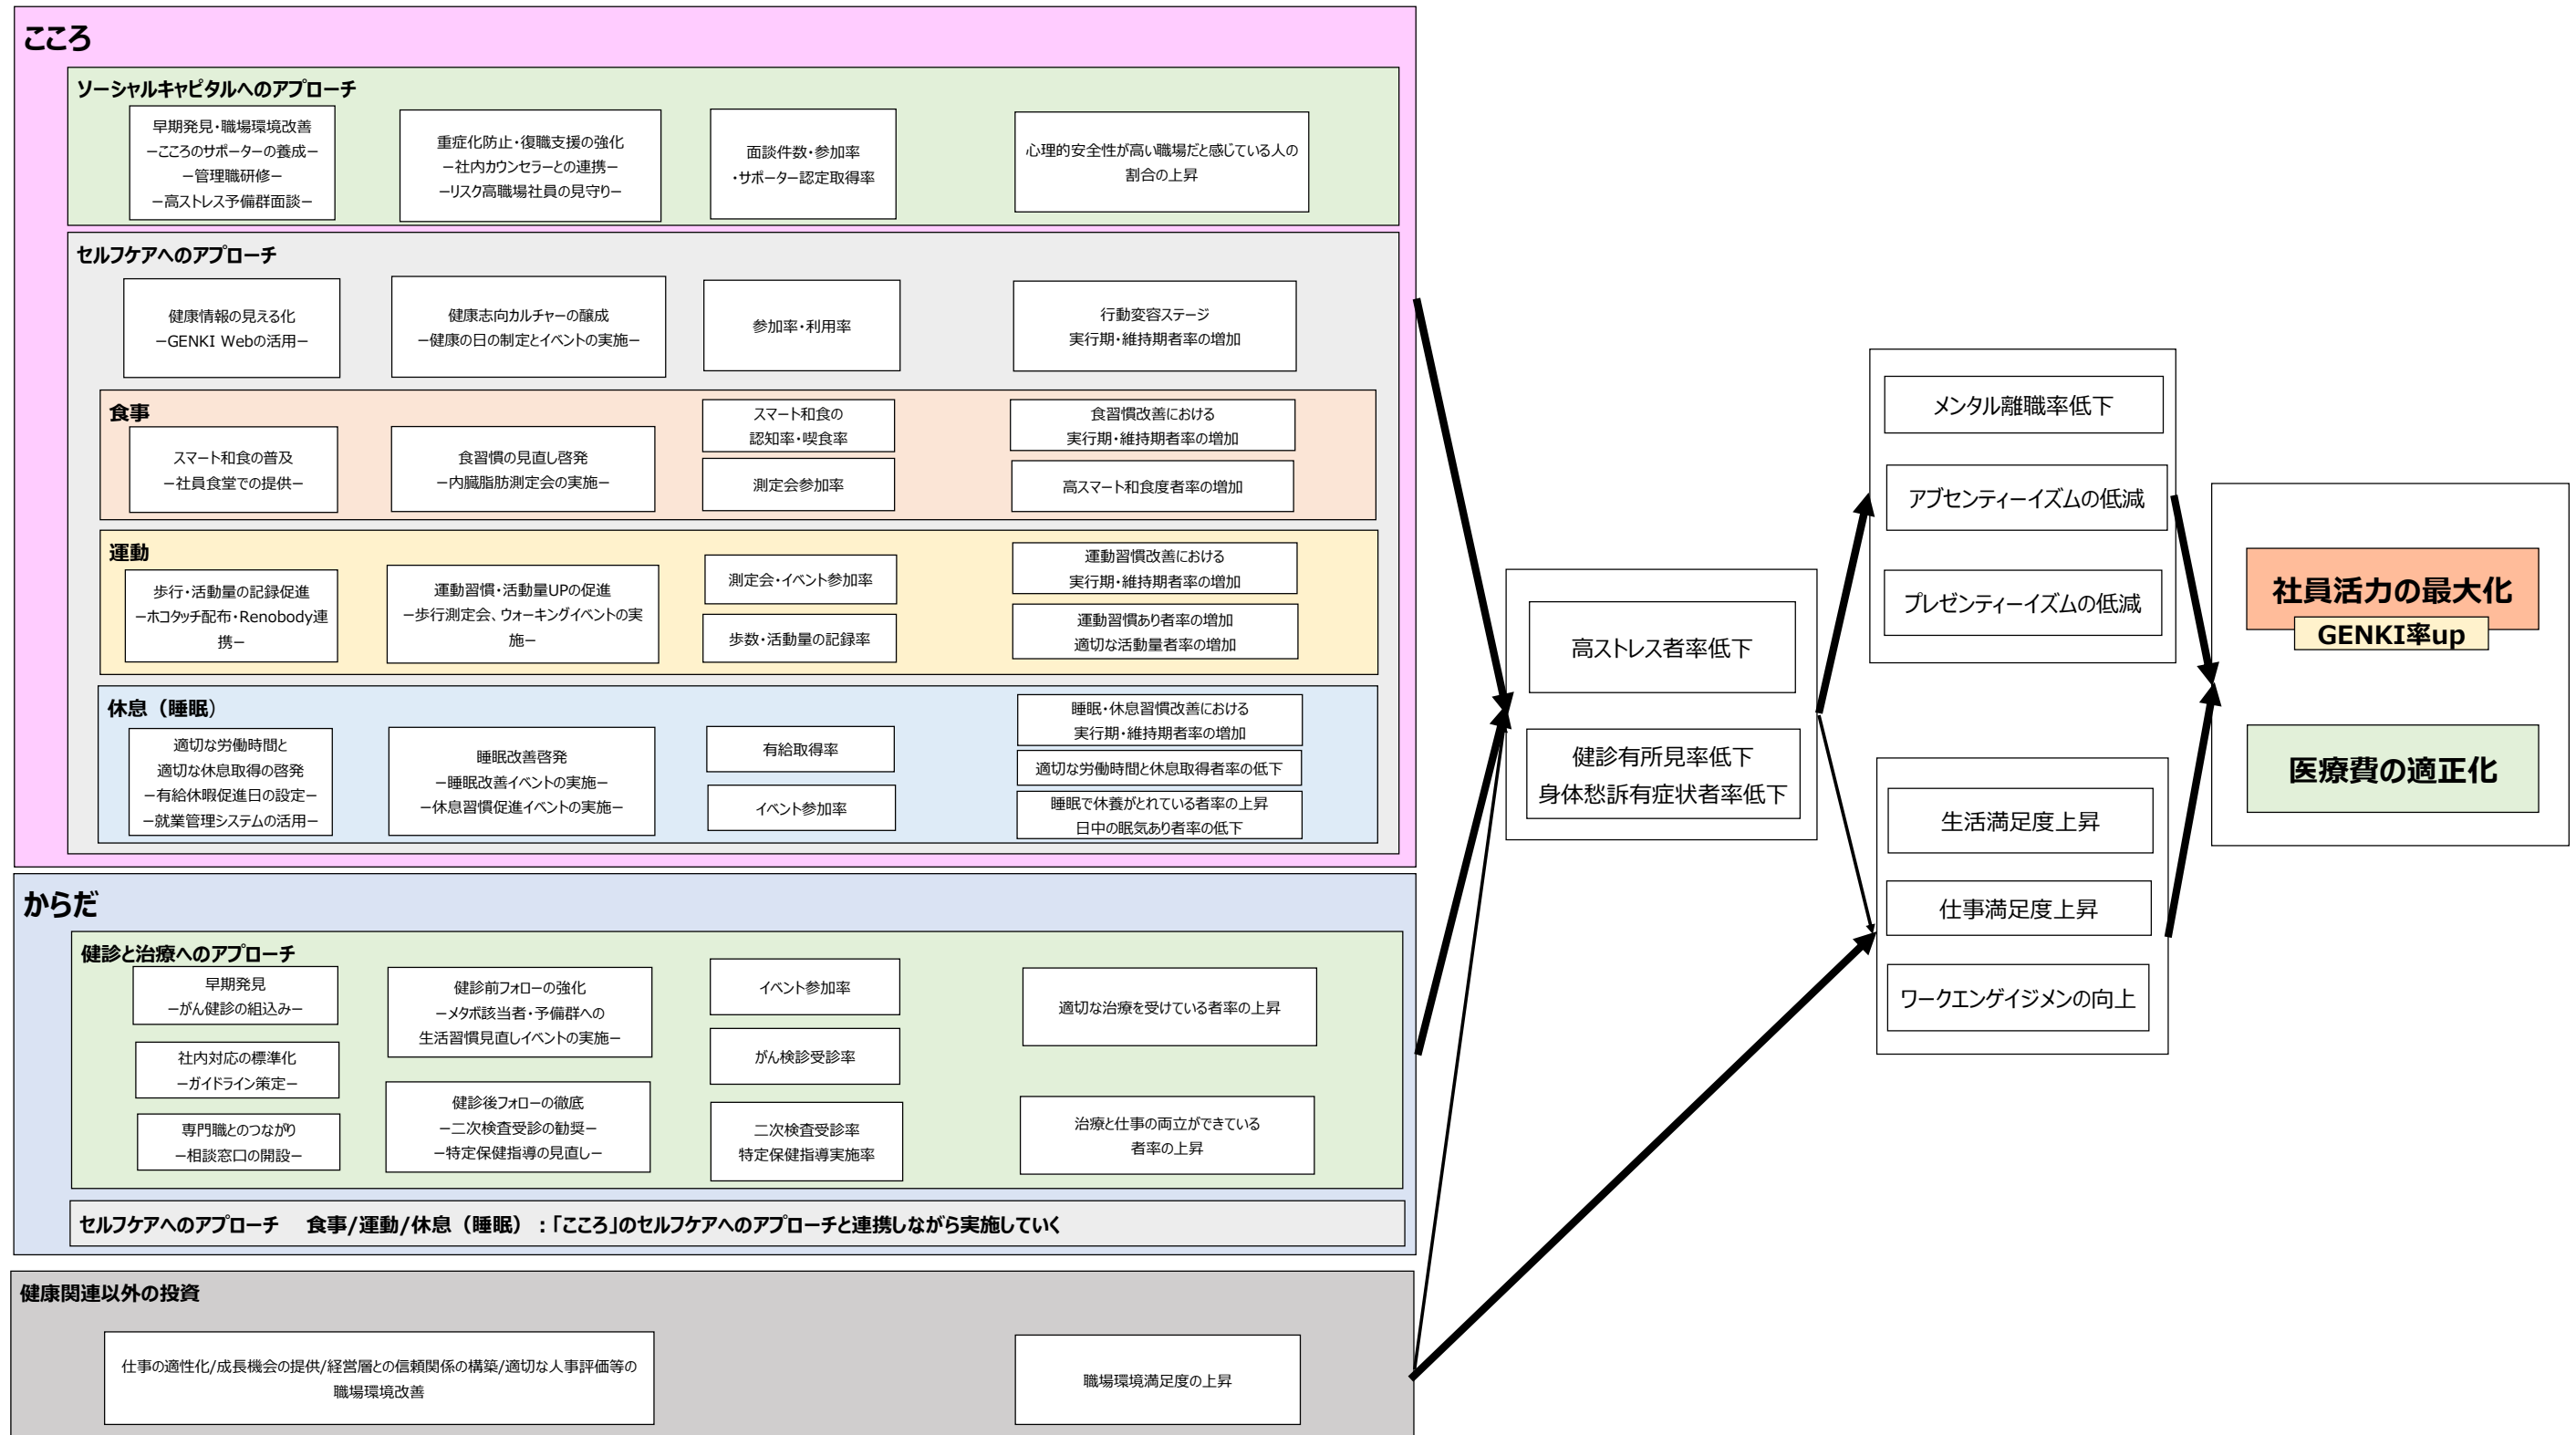 こころ
ソーシャルキャピタルへのアプローチ
早期発見・職場環境改善
ーこころのサポーターの養成ー
ー管理職研修ー
ー高ストレス予備群面談ー
重症化防止・復職支援の強化
ー社内カウンセラーとの連携ー
ーリスク高職場社員の見守りー
面談件数・参加率
・サポーター認定取得率
心理的安全性が高い職場だと感じている人の
割合の上昇
セルフケアへのアプローチ
健康情報の見える化
ーGENKI Webの活用ー
健康志向カルチャーの醸成
ー健康の日の制定とイベントの実施ー
参加率・利用率
行動変容ステージ
実行期・維持期者率の増加
食事
スマート和食の普及
ー社員食堂での提供ー
食習慣の見直し啓発
ー内臓脂肪測定会の実施ー
スマート和食の
認知率・喫食率
測定会参加率
食習慣改善における
実行期・維持期者率の増加
高スマート和食度者率の増加
運動
歩行・活動量の記録促進
ーホコタッチ配布・Renobody連
携ー
運動習慣・活動量UPの促進
ー歩行測定会、ウォーキングイベントの実
施ー
測定会・イベント参加率
歩数・活動量の記録率
運動習慣改善における
実行期・維持期者率の増加
運動習慣あり者率の増加
適切な活動量者率の増加
休息（睡眠）
適切な労働時間と
適切な休息取得の啓発
ー有給休暇促進日の設定ー
ー就業管理システムの活用ー
睡眠改善啓発
ー睡眠改善イベントの実施ー
ー休息習慣促進イベントの実施ー
有給取得率
イベント参加率
睡眠・休息習慣改善における
実行期・維持期者率の増加
適切な労働時間と休息取得者率の低下
睡眠で休養がとれている者率の上昇
日中の眠気あり者率の低下
からだ
健診と治療へのアプローチ
早期発見
ーがん健診の組込みー
社内対応の標準化
ーガイドライン策定ー
専門職とのつながり
ー相談窓口の開設ー
健診前フォローの強化
ーメタボ該当者・予備群への
生活習慣見直しイベントの実施ー
健診後フォローの徹底
ー二次検査受診の勧奨ー
ー特定保健指導の見直しー
イベント参加率
がん検診受診率
二次検査受診率
特定保健指導実施率
適切な治療を受けている者率の上昇
治療と仕事の両立ができている
者率の上昇
セルフケアへのアプローチ　食事/運動/休息（睡眠）：「こころ」のセルフケアへのアプローチと連携しながら実施していく
健康関連以外の投資
仕事の適性化/成長機会の提供/経営層との信頼関係の構築/適切な人事評価等の
職場環境改善
職場環境満足度の上昇
高ストレス者率低下
健診有所見率低下
身体愁訴有症状者率低下
メンタル離職率低下
アブセンティーイズムの低減
プレゼンティーイズムの低減
生活満足度上昇
仕事満足度上昇
ワークエンゲイジメンの向上
社員活力の最大化
GENKI率up
医療費の適正化